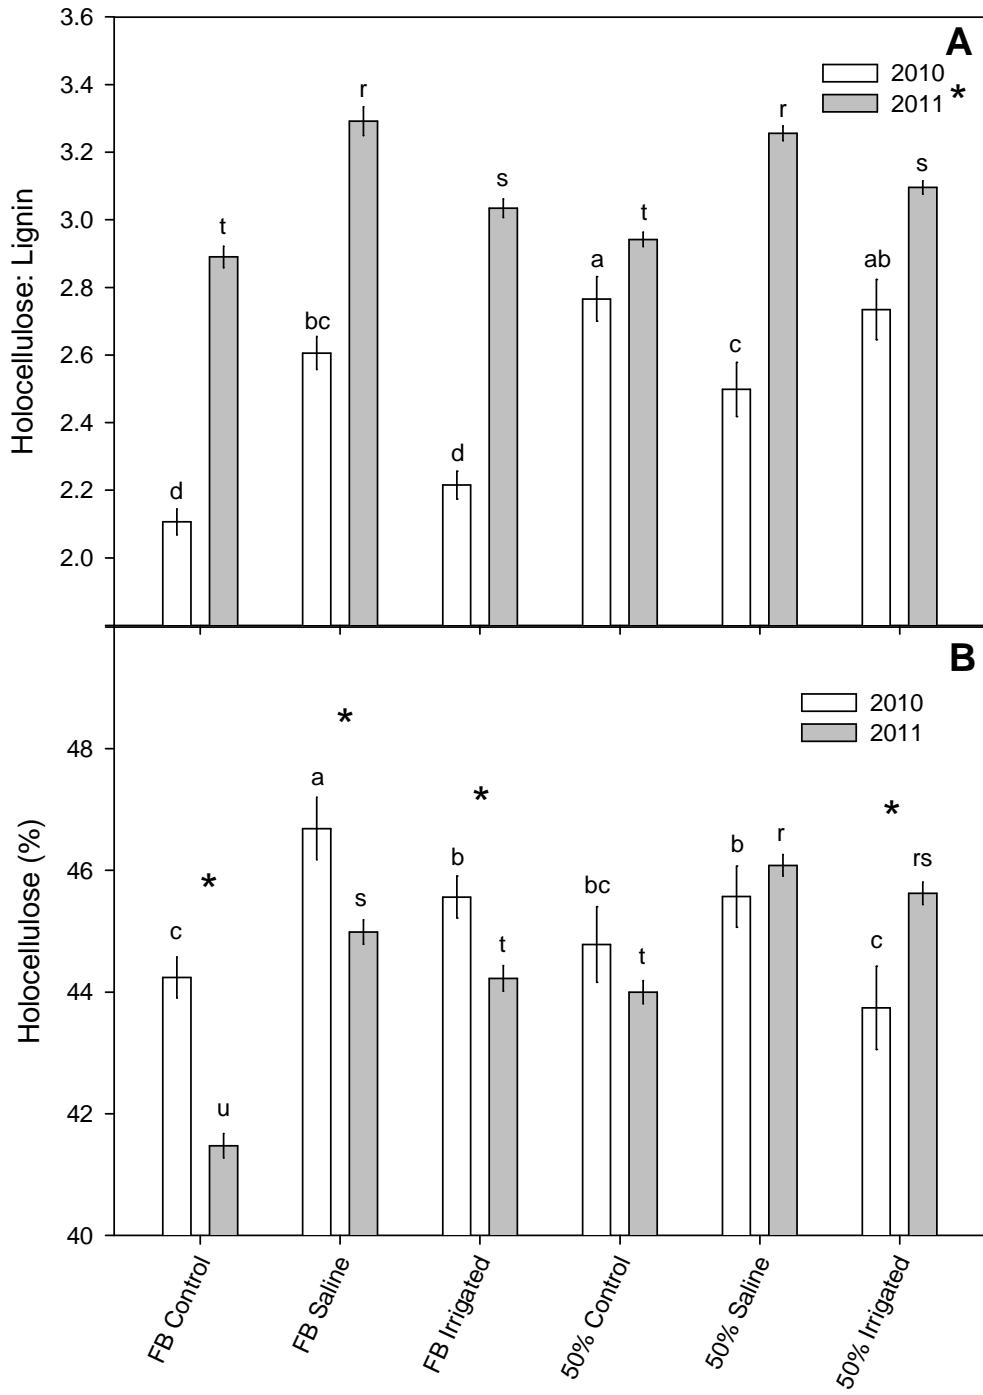 3.6
A
2010
3.4
r
2011 *
r
3.2
s
s
3.0
t
t
a
ab
2.8
bc
c
2.6
2.4
d
d
2.2
2.0
Holocellulose: Lignin
B
2010
*
2011
48
a
*
*
b
r
rs
46
*
b
bc
s
c
t
t
c
44
u
42
40
Holocellulose (%)
FB Control
FB Saline
FB Irrigated
50% Control
50% Saline
50% Irrigated